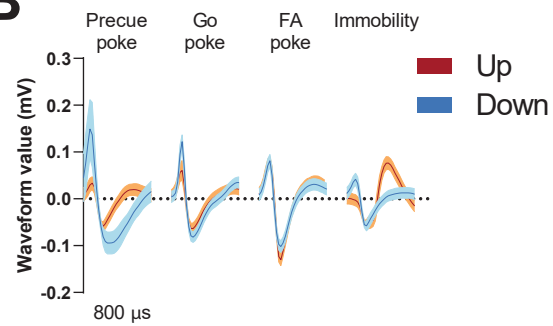 B
Precue poke
Go poke
FA poke
Immobility
Up
Down
Waveform value (mV)
0.3
0.2
0.1
0.0
-0.1
-0.2
800 µs